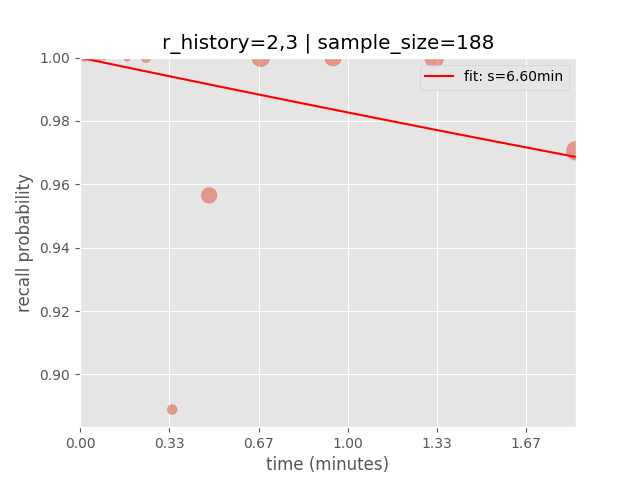 r_history=2,3 | sample_size=188
fit: s=6.60min
1.00
0.98
0.96
0.94
0.92
0.90
recall probability
0.00 0.33 0.67 1.00 1.33 1.67
time (minutes)